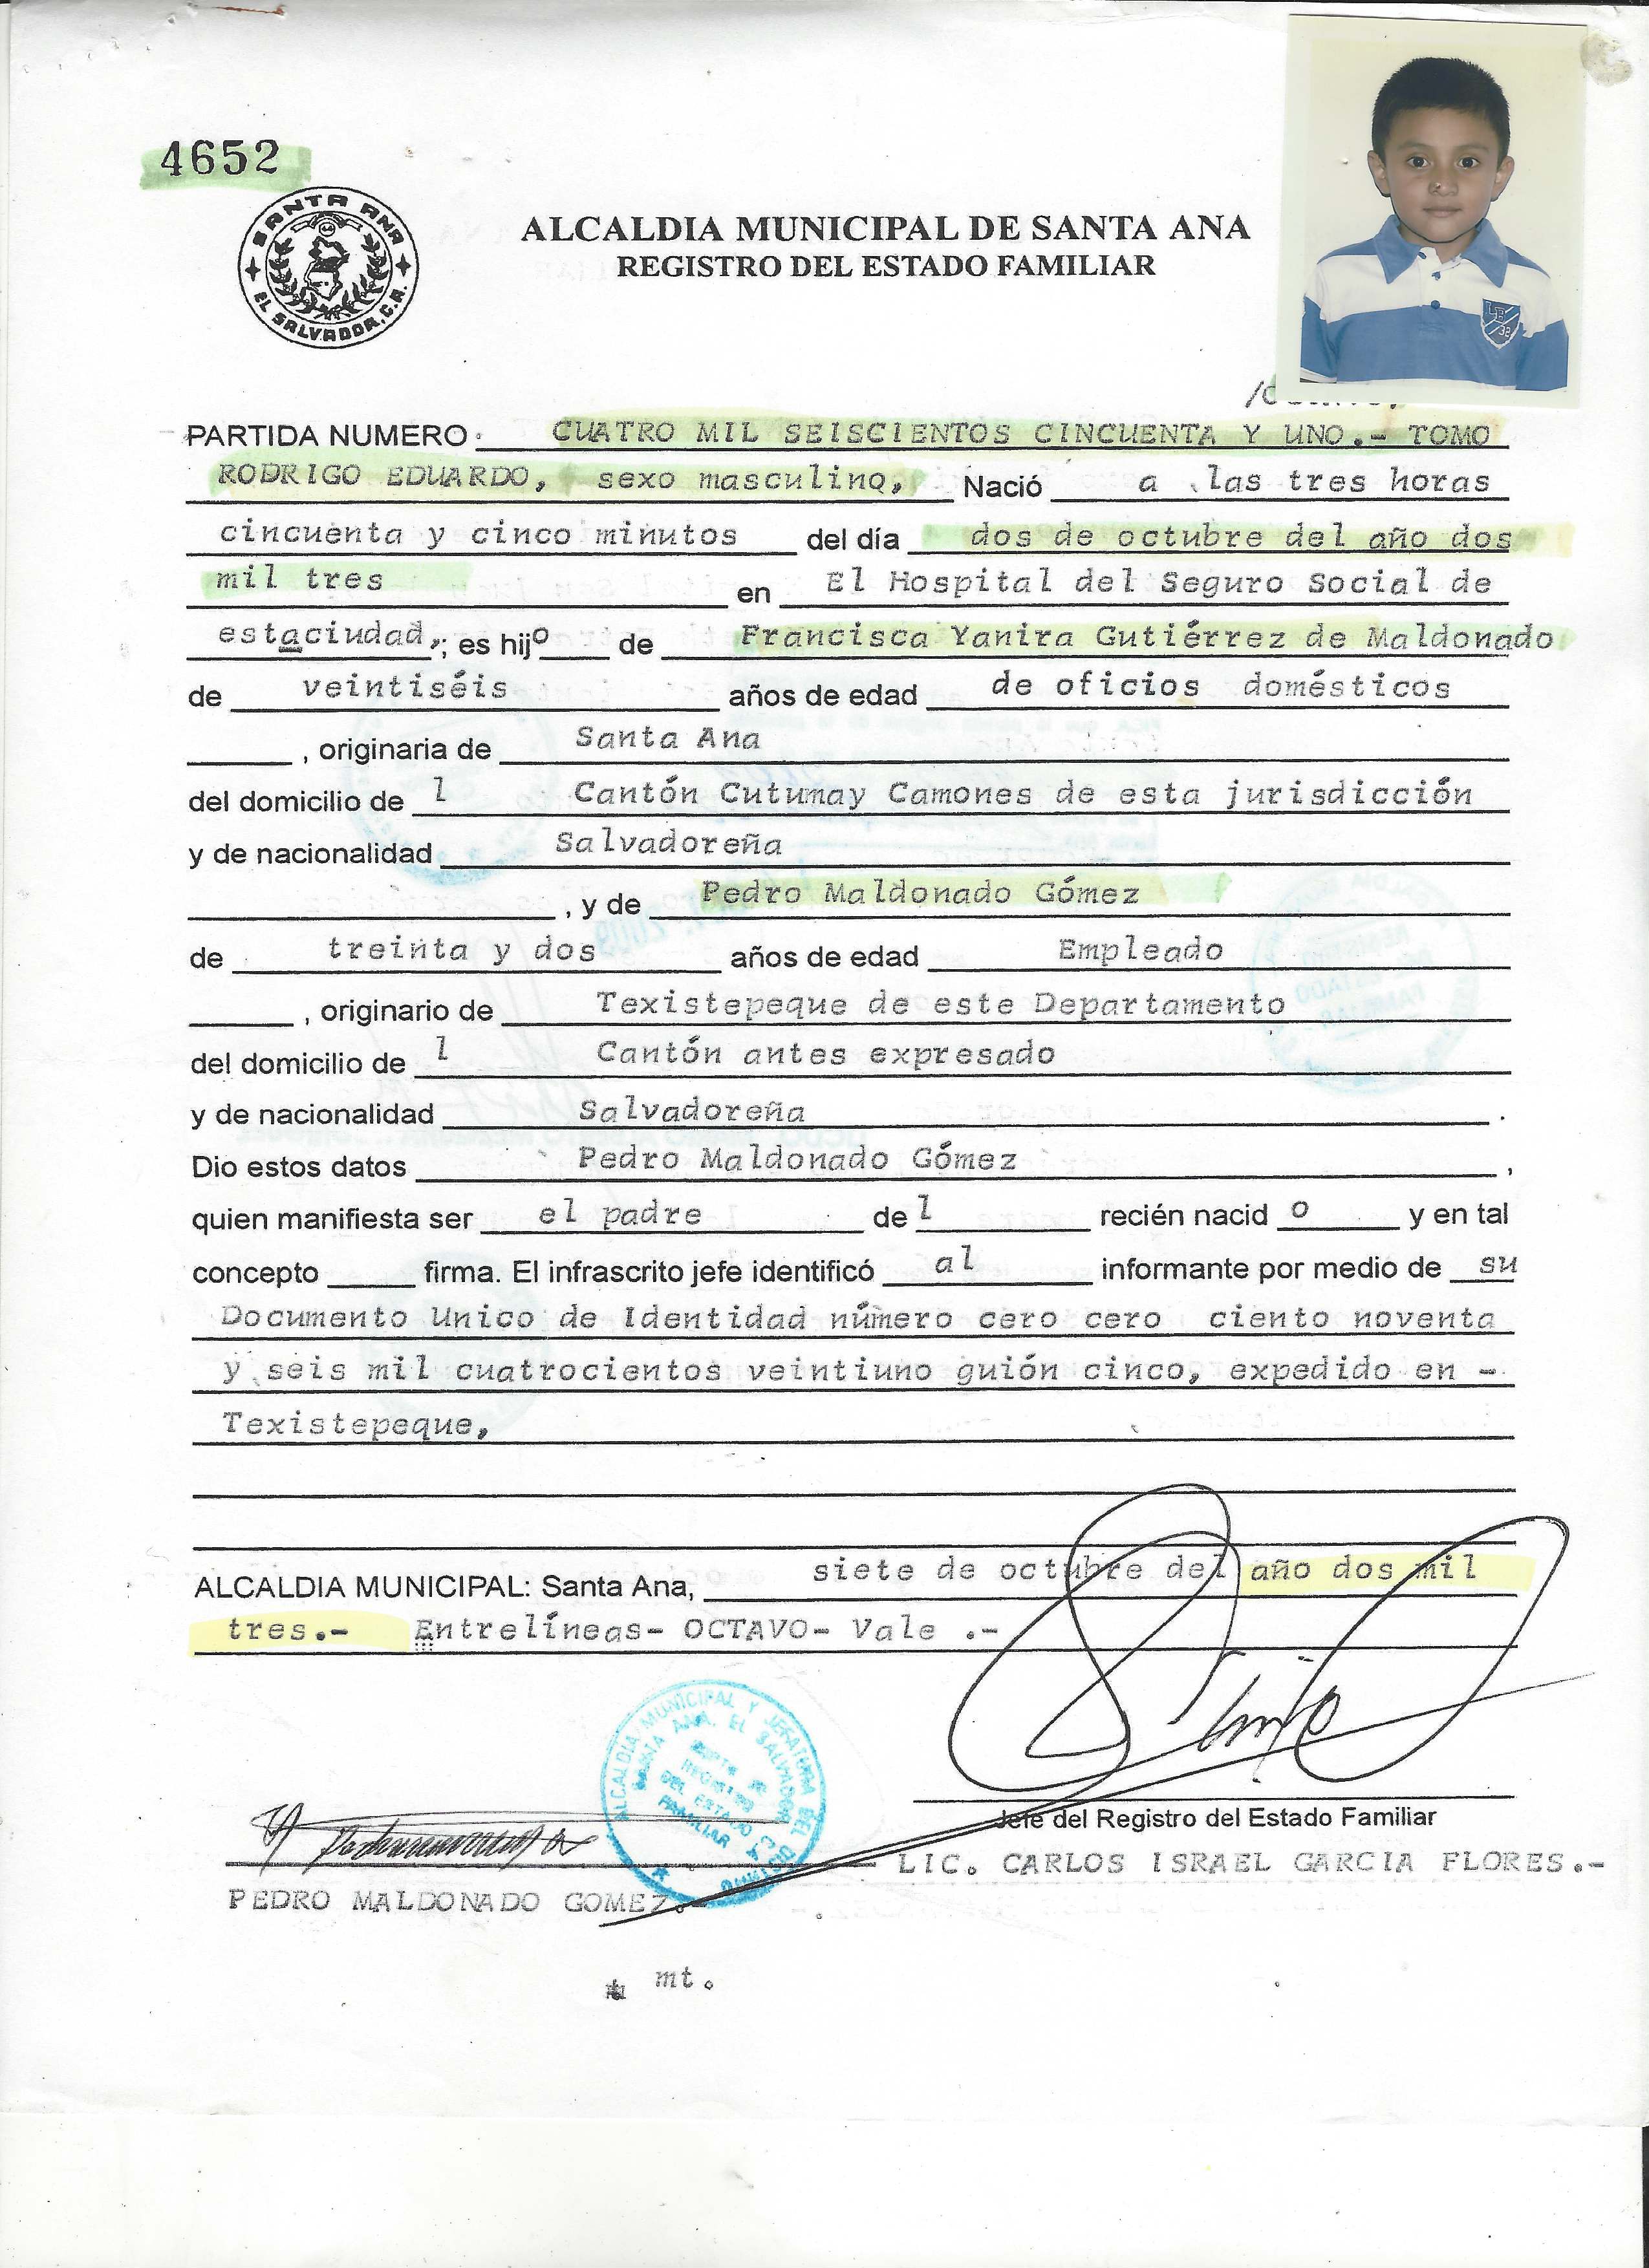 4652
SANTA ANA
EL SALVADOR, C.A.
ALCALDIA MUNICIPAL DE SANTA ANA
REGISTRO DEL ESTADO FAMILIAR
LB
32
PARTIDA NUMERO. CUATRO MIL SEISCIENTOS CINCUENTA Y UNO.- TOMO
RODRIGO EDUARDO, sexo masculino, Nació a las tres horas
cincuenta y cinco minutos del día dos de octubre del año dos
mil tres en El Hospital del Seguro Social de
estaciudad,; es hijo de Francisca Yanira Gutiérrez de Maldonado
de veintiséis años de edad de oficios domésticos
, originaria de Santa Ana
del domicilio de l Cantón Cutumay Camones de esta jurisdicción
y de nacionalidad Salvadoreña
, y de Pedro Maldonado Gómez
de treinta y dos años de edad Empleado
, originario de Texistepeque de este Departamento
del domicilio de l Cantón antes expresado
y de nacionalidad Salvadoreña .
Dio estos datos Pedro Maldonado Gómez ,
quien manifiesta ser el padre de l recién nacid o y en tal
concepto firma. El infrascrito jefe identificó al informante por medio de su
Documento Unico de Identidad número cero cero ciento noventa
y seis mil cuatrocientos veintiuno guión cinco, expedido en -
Texistepeque,
ALCALDIA MUNICIPAL: Santa Ana, siete de octubre del año dos mil
tres.- Entrelíneas- OCTAVO- Vale .-
ALCALDIA MUNICIPAL Y JEFATURA DEL DISTRITO
SANTA ANA. EL SALVADOR C.A.
REGISTRO
DEL ESTADO
FAMILIAR
Jefe del Registro del Estado Familiar
LIC. CARLOS ISRAEL GARCIA FLORES.-
PEDRO MALDONADO GOMEZ.-
mt.